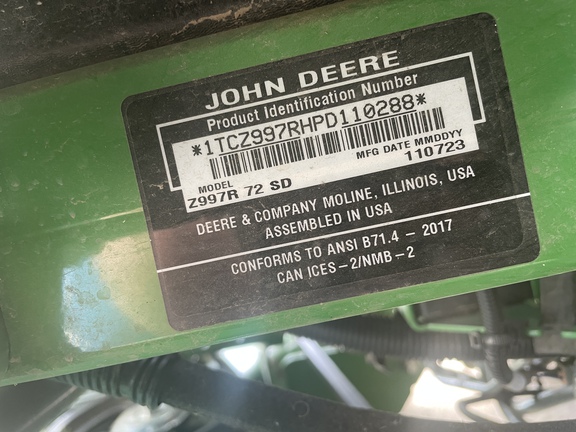 JOHN DEERE
Product Identification Number
*1TCZ997RHPD110288*
MODEL MFG DATE MMDDYY
Z997R 72 SD 110723
DEERE & COMPANY MOLINE, ILLINOIS, USA
ASSEMBLED IN USA
CONFORMS TO ANSI B71.4 - 2017
CAN ICES-2/NMB-2